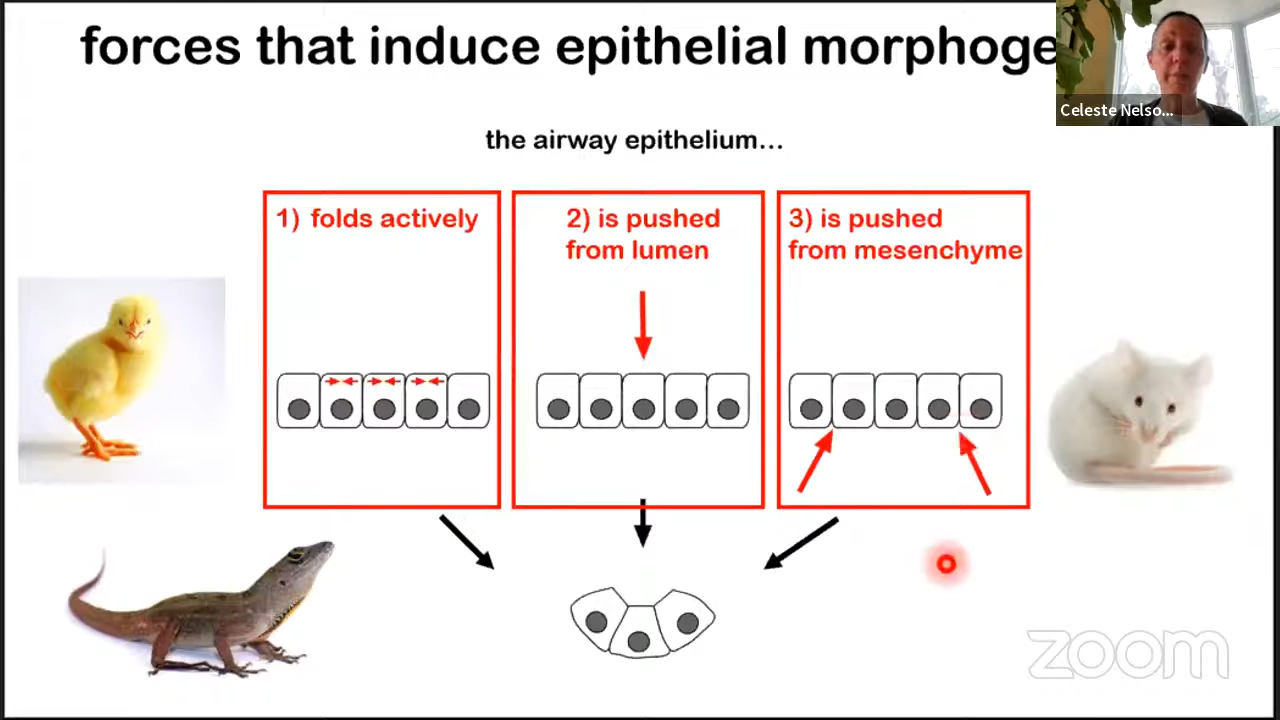 forces that induce epithelial morphoge
Celeste Nelso...
the airway epithelium...
1) folds actively
2) is pushed
from lumen
3) is pushed
from mesenchyme
zoom